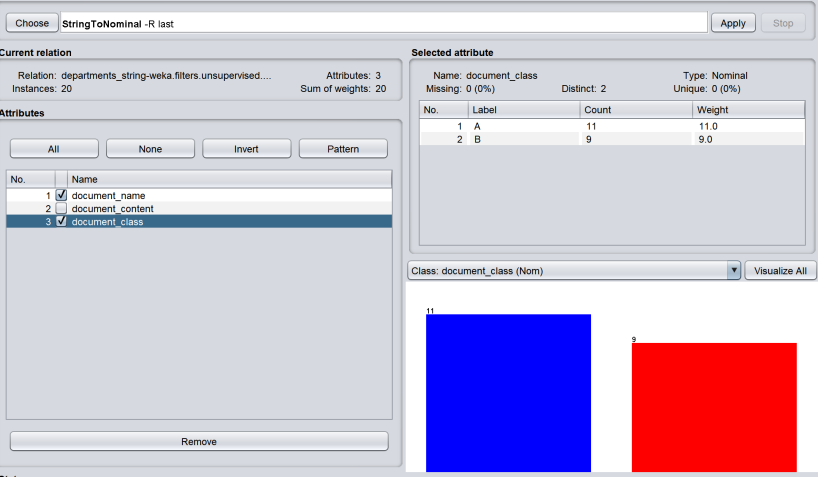 Choose StringToNominal -R last Apply Stop
Current relation
Relation: departments_string-weka.filters.unsupervised.... Attributes: 3
Instances: 20 Sum of weights: 20
Attributes
All None Invert Pattern
No. Name
1 document_name
2 document_content
3 document_class
Remove
Selected attribute
Name: document_class Type: Nominal
Missing: 0 (0%) Distinct: 2 Unique: 0 (0%)
No. Label Count Weight
1 A 11 11.0
2 B 9 9.0
Class: document_class (Nom) Visualize All
11
9